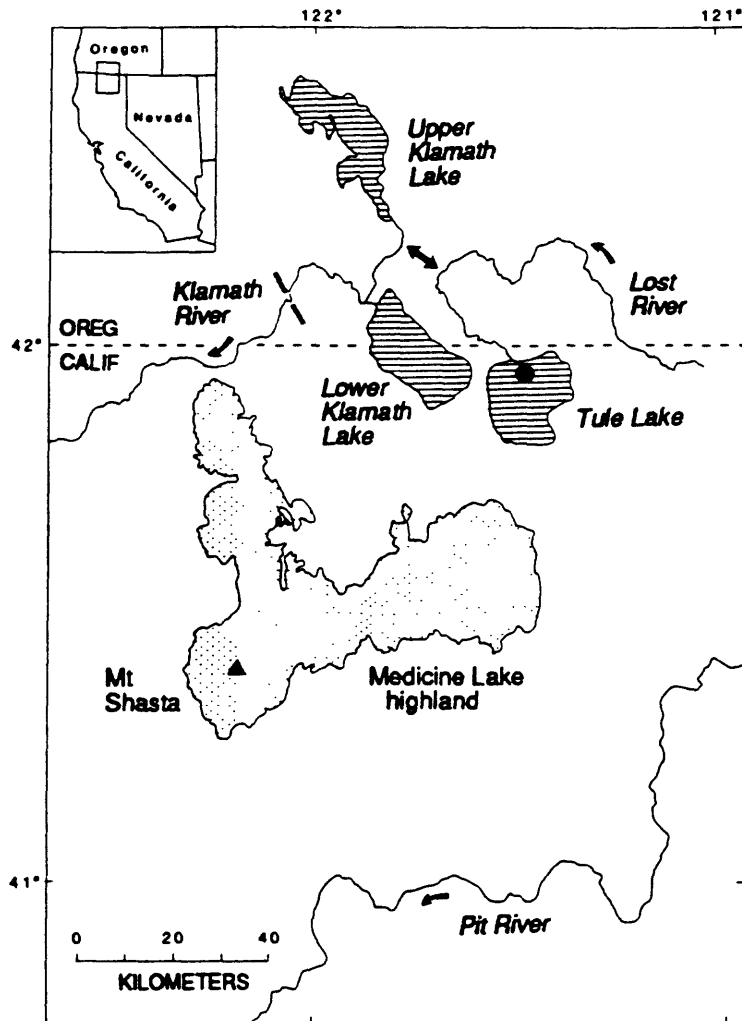 122°
121°
Oregon
Nevada
California
Upper
Klamath
Lake
Klamath
River
Lost
River
OREG
42°
CALIF
Lower
Klamath
Lake
Tule Lake
Mt
Shasta
Medicine Lake
highland
41°
Pit River
0 20 40
KILOMETERS